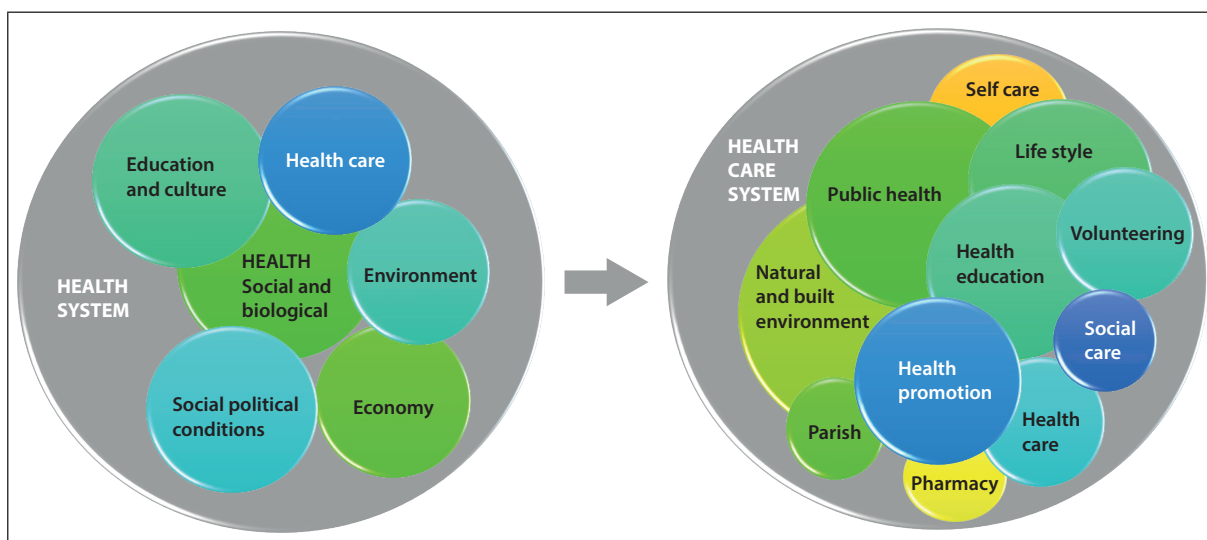 Education
and culture
Health care
HEALTH
Social and
biological
Environment
HEALTH
SYSTEM
Social political
conditions
Economy
Self care
HEALTH
CARE
SYSTEM
Life style
Public health
Volunteering
Health
education
Natural
and built
environment
Social
care
Health
promotion
Parish
Health
care
Pharmacy